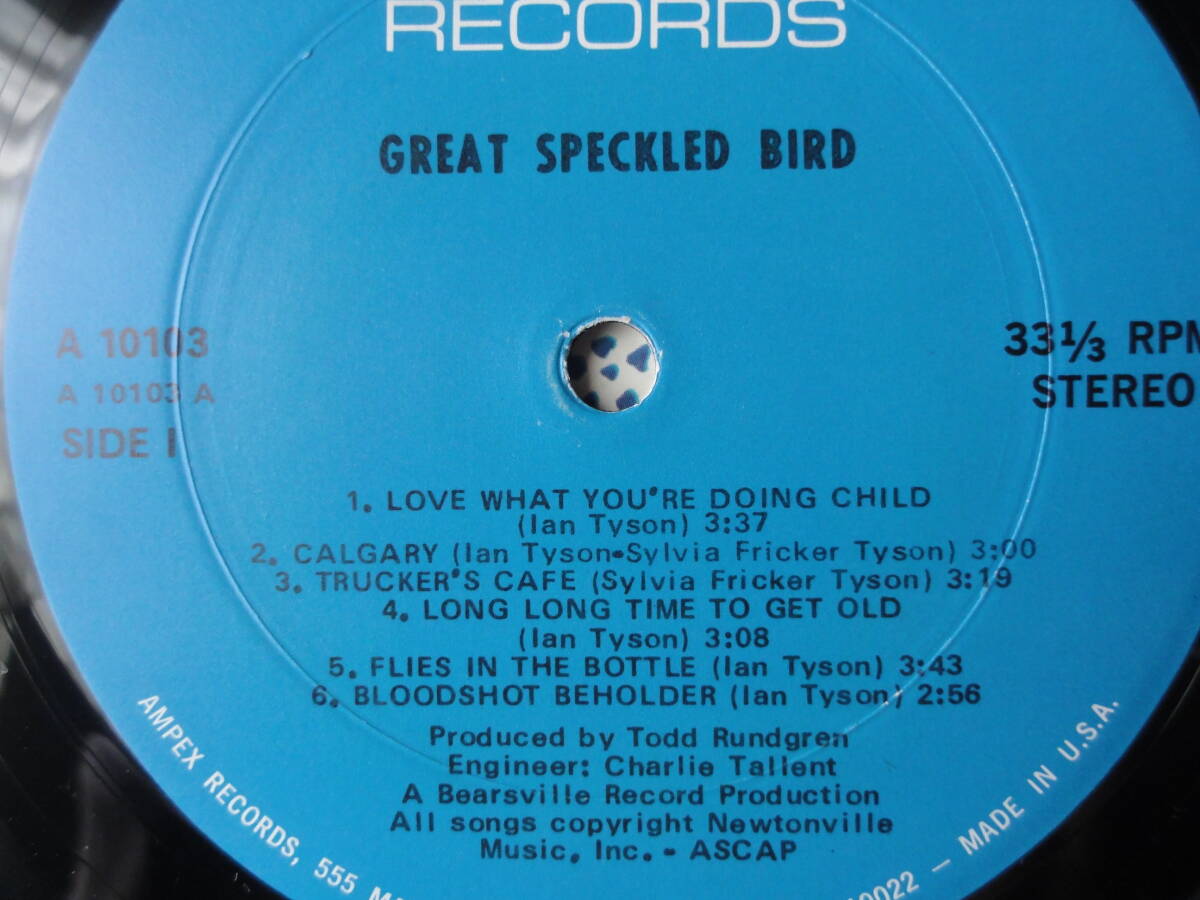 RECORDS
GREAT SPECKLED BIRD
A 10103
A 10103 A
SIDE I
33 1/3 RPM
STEREO
1. LOVE WHAT YOU'RE DOING CHILD
(Ian Tyson) 3:37
2. CALGARY (Ian Tyson-Sylvia Fricker Tyson) 3:00
3. TRUCKER'S CAFE (Sylvia Fricker Tyson) 3:19
4. LONG LONG TIME TO GET OLD
(Ian Tyson) 3:08
5. FLIES IN THE BOTTLE (Ian Tyson) 3:43
6. BLOODSHOT BEHOLDER (Ian Tyson) 2:56
Produced by Todd Rundgren
Engineer: Charlie Tallent
A Bearsville Record Production
All songs copyright Newtonville
Music, Inc. - ASCAP
AMPEX RECORDS, 555 0022 — MADE IN U.S.A.